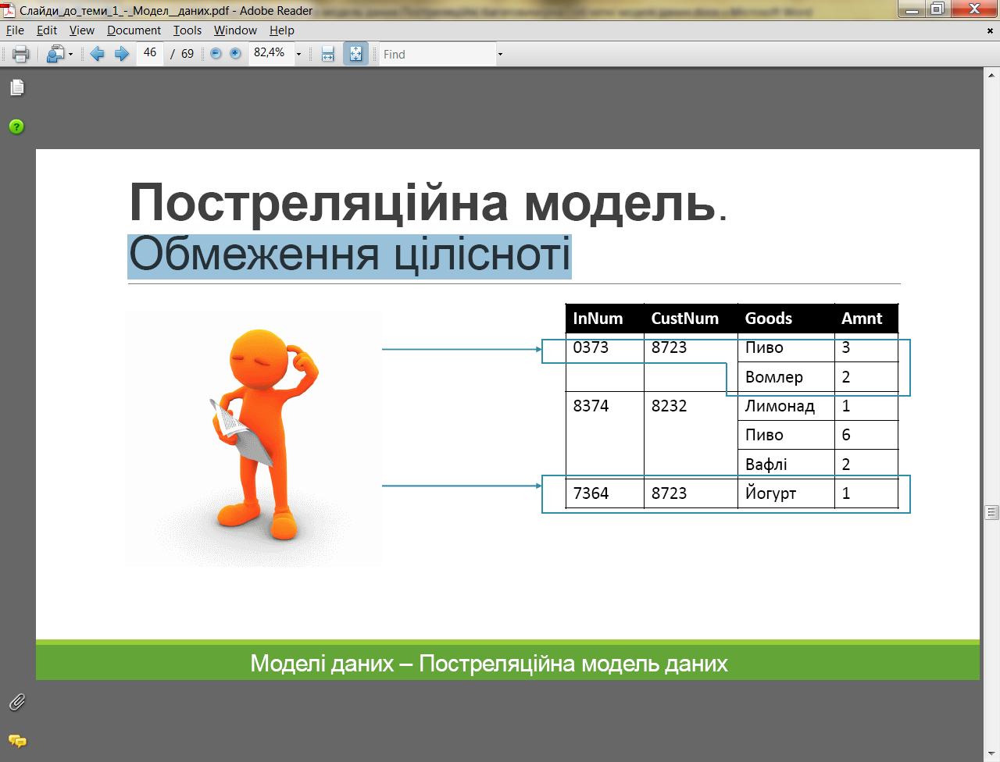 Слайди_до_теми_1_-_Модел__даних.pdf - Adobe Reader
File Edit View Document Tools Window Help
46 / 69 82,4% Find
Постреляційна модель.
Обмеження цілісноті
InNum CustNum Goods Amnt
0373 8723 Пиво 3
Вомлер 2
8374 8232 Лимонад 1
Пиво 6
Вафлі 2
7364 8723 Йогурт 1
Моделі даних – Постреляційна модель даних